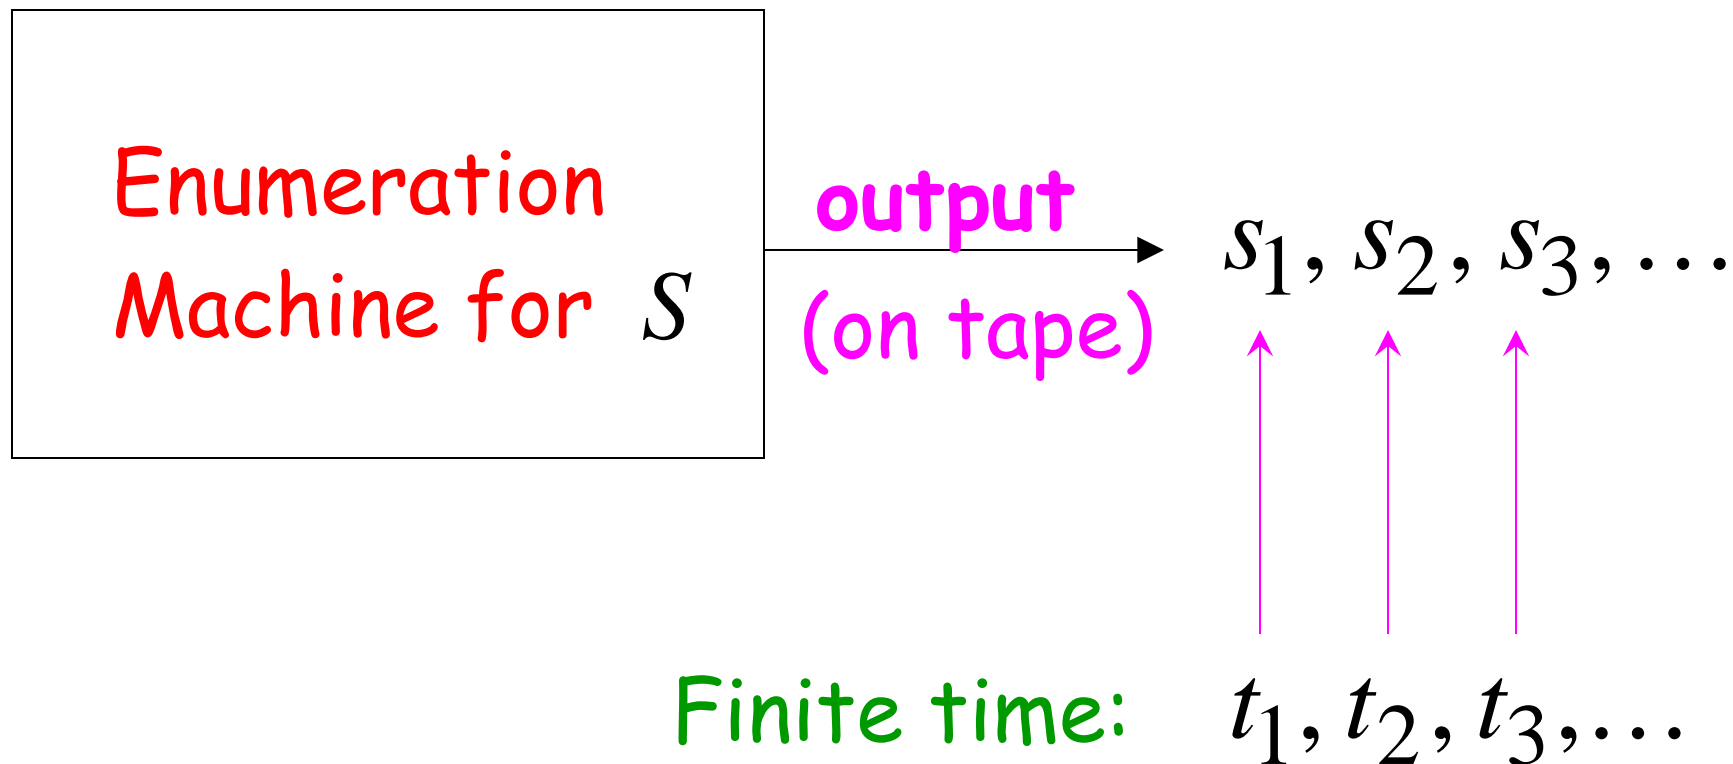 Enumeration
Machine for S
output
(on tape)
s₁, s₂, s₃, …
Finite time: t₁, t₂, t₃, …